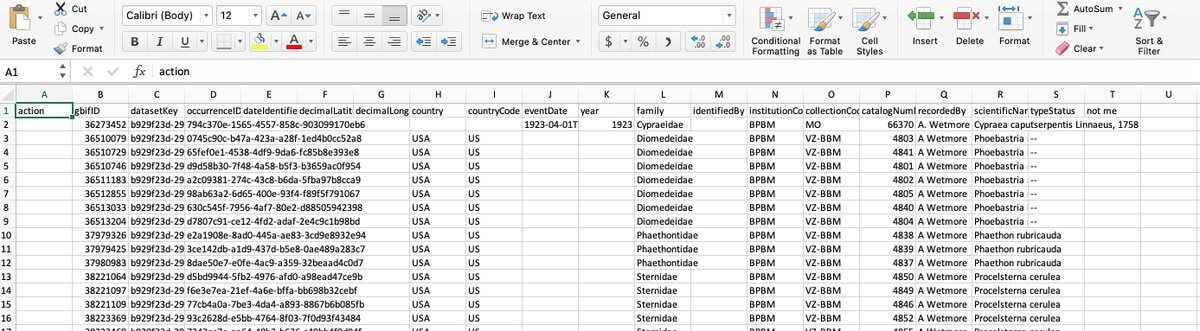 Cut
Copy
Paste
Format
Calibri (Body) 12 A A
B I U A
Wrap Text
Merge & Center
General
$ % )
Conditional Formatting
Format as Table
Cell Styles
Insert
Delete
Format
AutoSum
Fill
Clear
Sort & Filter
A1 fx action
A B C D E F G H I J K L M N O P Q R S T U
1 action gbifID datasetKey occurrenceID dateIdentifie decimalLatit decimalLong country countryCode eventDate year family identifiedBy institutionCo collectionCod catalogNuml recordedBy scientificNar typeStatus not me
2 36273452 b929f23d-29 794c370e-1565-4557-858c-903099170eb6 1923-04-01T 1923 Cypraeidae BPBM MO 66370 A. Wetmore Cypraea caputserpentis Linnaeus, 1758
3 36510079 b929f23d-29 0745c90c-b47a-423a-a28f-1ed4b0cc52a8 USA US Diomedeidae BPBM VZ-BBM 4803 A Wetmore Phoebastria --
4 36510729 b929f23d-29 65fef0e1-4538-4df9-9da6-fc85b8e393e8 USA US Diomedeidae BPBM VZ-BBM 4841 A Wetmore Phoebastria --
5 36510746 b929f23d-29 d9d58b30-7f48-4a58-b5f3-b3659ac0f954 USA US Diomedeidae BPBM VZ-BBM 4801 A Wetmore Phoebastria --
6 36511183 b929f23d-29 a2c09381-274c-43c8-b6da-5fba97b8cca9 USA US Diomedeidae BPBM VZ-BBM 4802 A Wetmore Phoebastria --
7 36512855 b929f23d-29 98ab63a2-6d65-400e-93f4-f89f5f791067 USA US Diomedeidae BPBM VZ-BBM 4805 A Wetmore Phoebastria --
8 36513033 b929f23d-29 630c545f-7956-4af7-80e2-d88505942398 USA US Diomedeidae BPBM VZ-BBM 4840 A Wetmore Phoebastria --
9 36513204 b929f23d-29 d7807c91-ce12-4fd2-adaf-2e4c9c1b98bd USA US Diomedeidae BPBM VZ-BBM 4804 A Wetmore Phoebastria --
10 37979326 b929f23d-29 e2a1908e-8ad0-445a-ae83-3cd9e8932e94 USA US Phaethontidae BPBM VZ-BBM 4838 A Wetmore Phaethon rubricauda
11 37979425 b929f23d-29 3ce142db-a1d9-437d-b5e8-0ae489a283c7 USA US Phaethontidae BPBM VZ-BBM 4839 A Wetmore Phaethon rubricauda
12 37980983 b929f23d-29 8dae50e7-e0fe-4ac9-a359-32beaad4c0d7 USA US Phaethontidae BPBM VZ-BBM 4837 A Wetmore Phaethon rubricauda
13 38221064 b929f23d-29 d5bd9944-5fb2-4976-afd0-a98ead47ce9b USA US Sternidae BPBM VZ-BBM 4850 A Wetmore Procelsterna cerulea
14 38221097 b929f23d-29 f6e3e7ea-21ef-4a6e-bffa-bb698b32cebf USA US Sternidae BPBM VZ-BBM 4849 A Wetmore Procelsterna cerulea
15 38221109 b929f23d-29 77cb4a0a-7be3-4da4-a893-8867b6b085fb USA US Sternidae BPBM VZ-BBM 4846 A Wetmore Procelsterna cerulea
16 38223369 b929f23d-29 93c2628d-e5bb-4764-8f03-7f0d93f43484 USA US Sternidae BPBM VZ-BBM 4852 A Wetmore Procelsterna cerulea